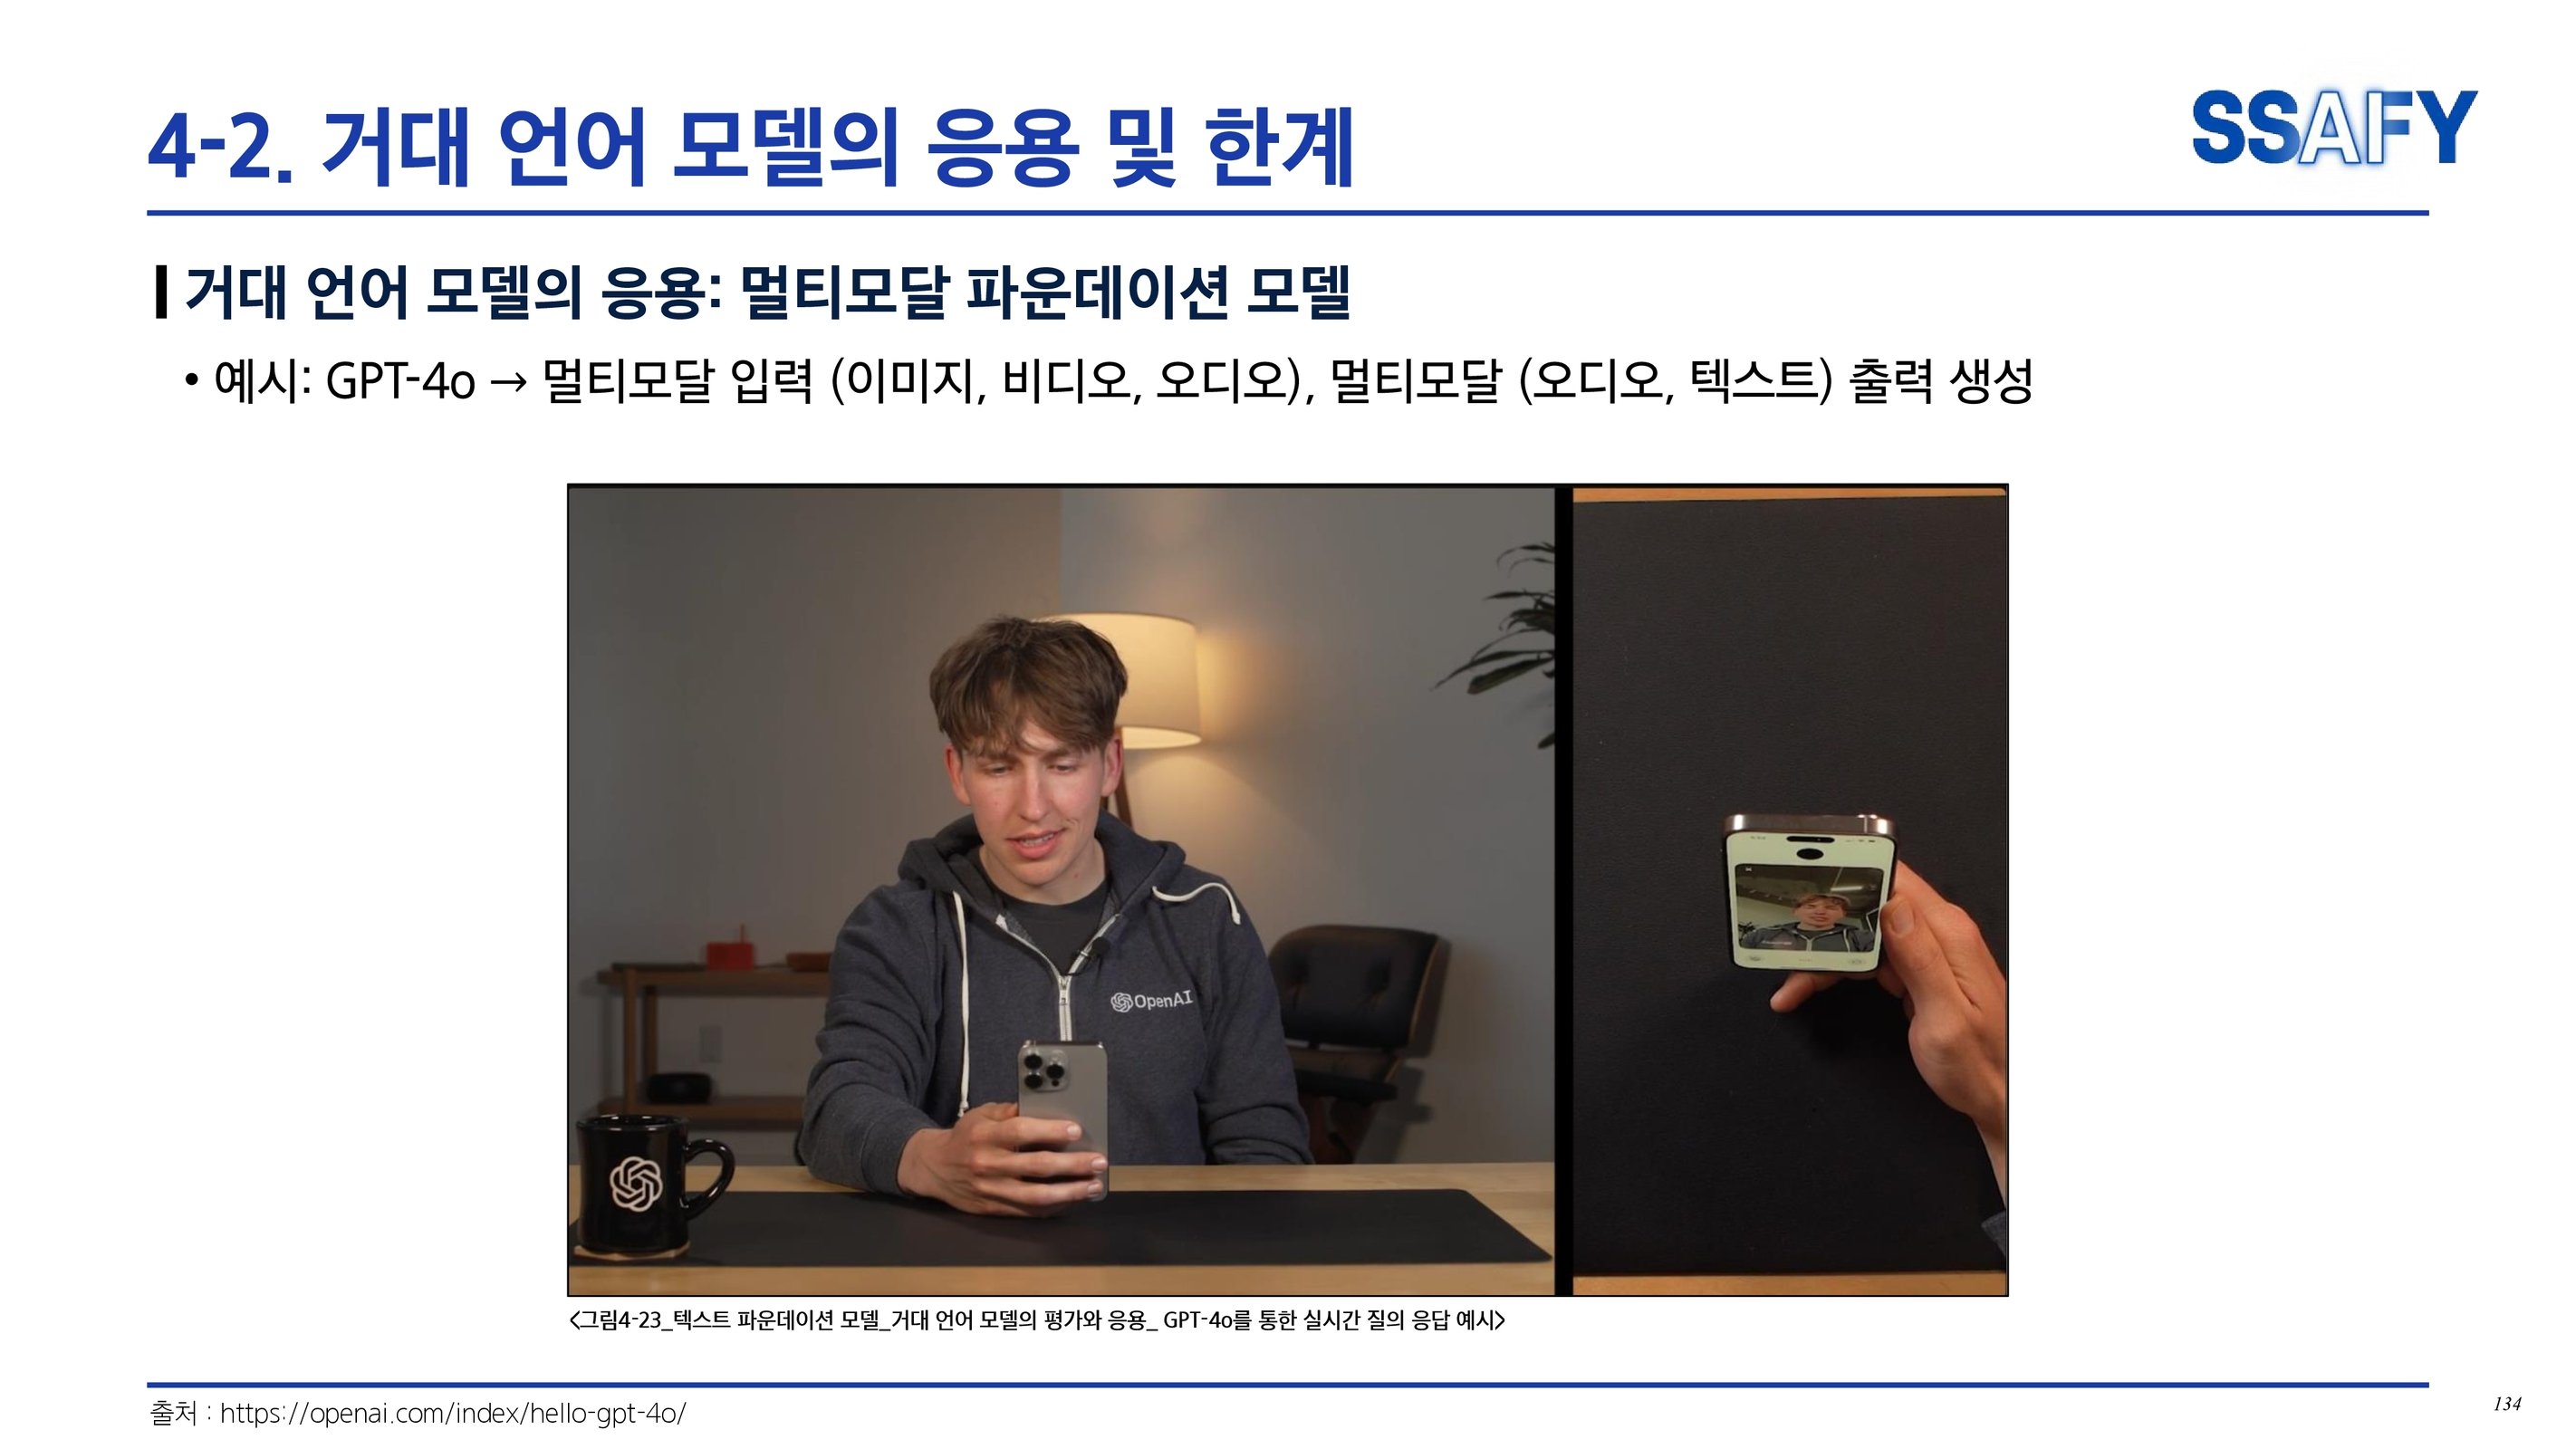 4-2. 거대 언어 모델의 응용 및 한계
SSAFY
거대 언어 모델의 응용: 멀티모달 파운데이션 모델
• 예시: GPT-4o → 멀티모달 입력 (이미지, 비디오, 오디오), 멀티모달 (오디오, 텍스트) 출력 생성
OpenAI
<그림4-23_텍스트 파운데이션 모델_거대 언어 모델의 평가와 응용_ GPT-4o를 통한 실시간 질의 응답 예시>
출처 : https://openai.com/index/hello-gpt-4o/
134